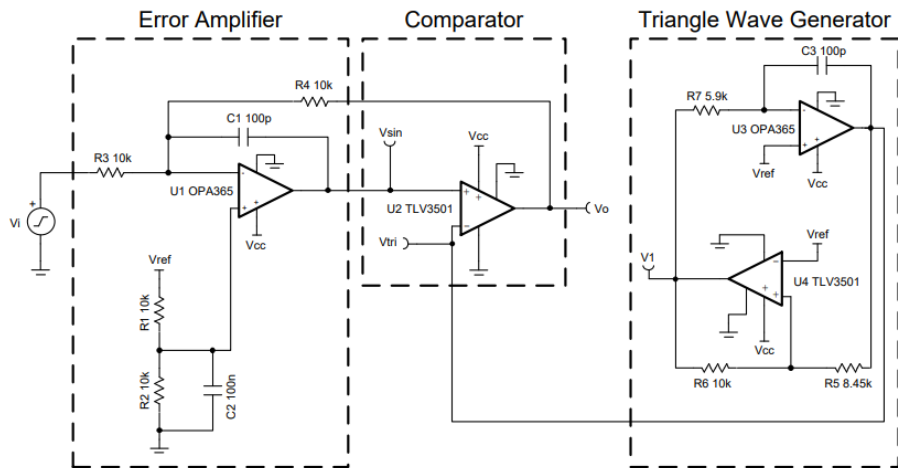 Error Amplifier
Comparator
Triangle Wave Generator
C3 100p
R4 10k
R7 5.9k
C1 100p
Vsin
Vcc
-
+
+
U3 OPA365
Vref
Vcc
R3 10k
-
+
+
U1 OPA365
Vcc
+
Vi
+
+
−
U2 TLV3501
Vo
Vtri
Vref
V1
Vref
−
+
+
U4 TLV3501
Vcc
R1 10k
R2 10k
C2 100n
R6 10k
R5 8.45k